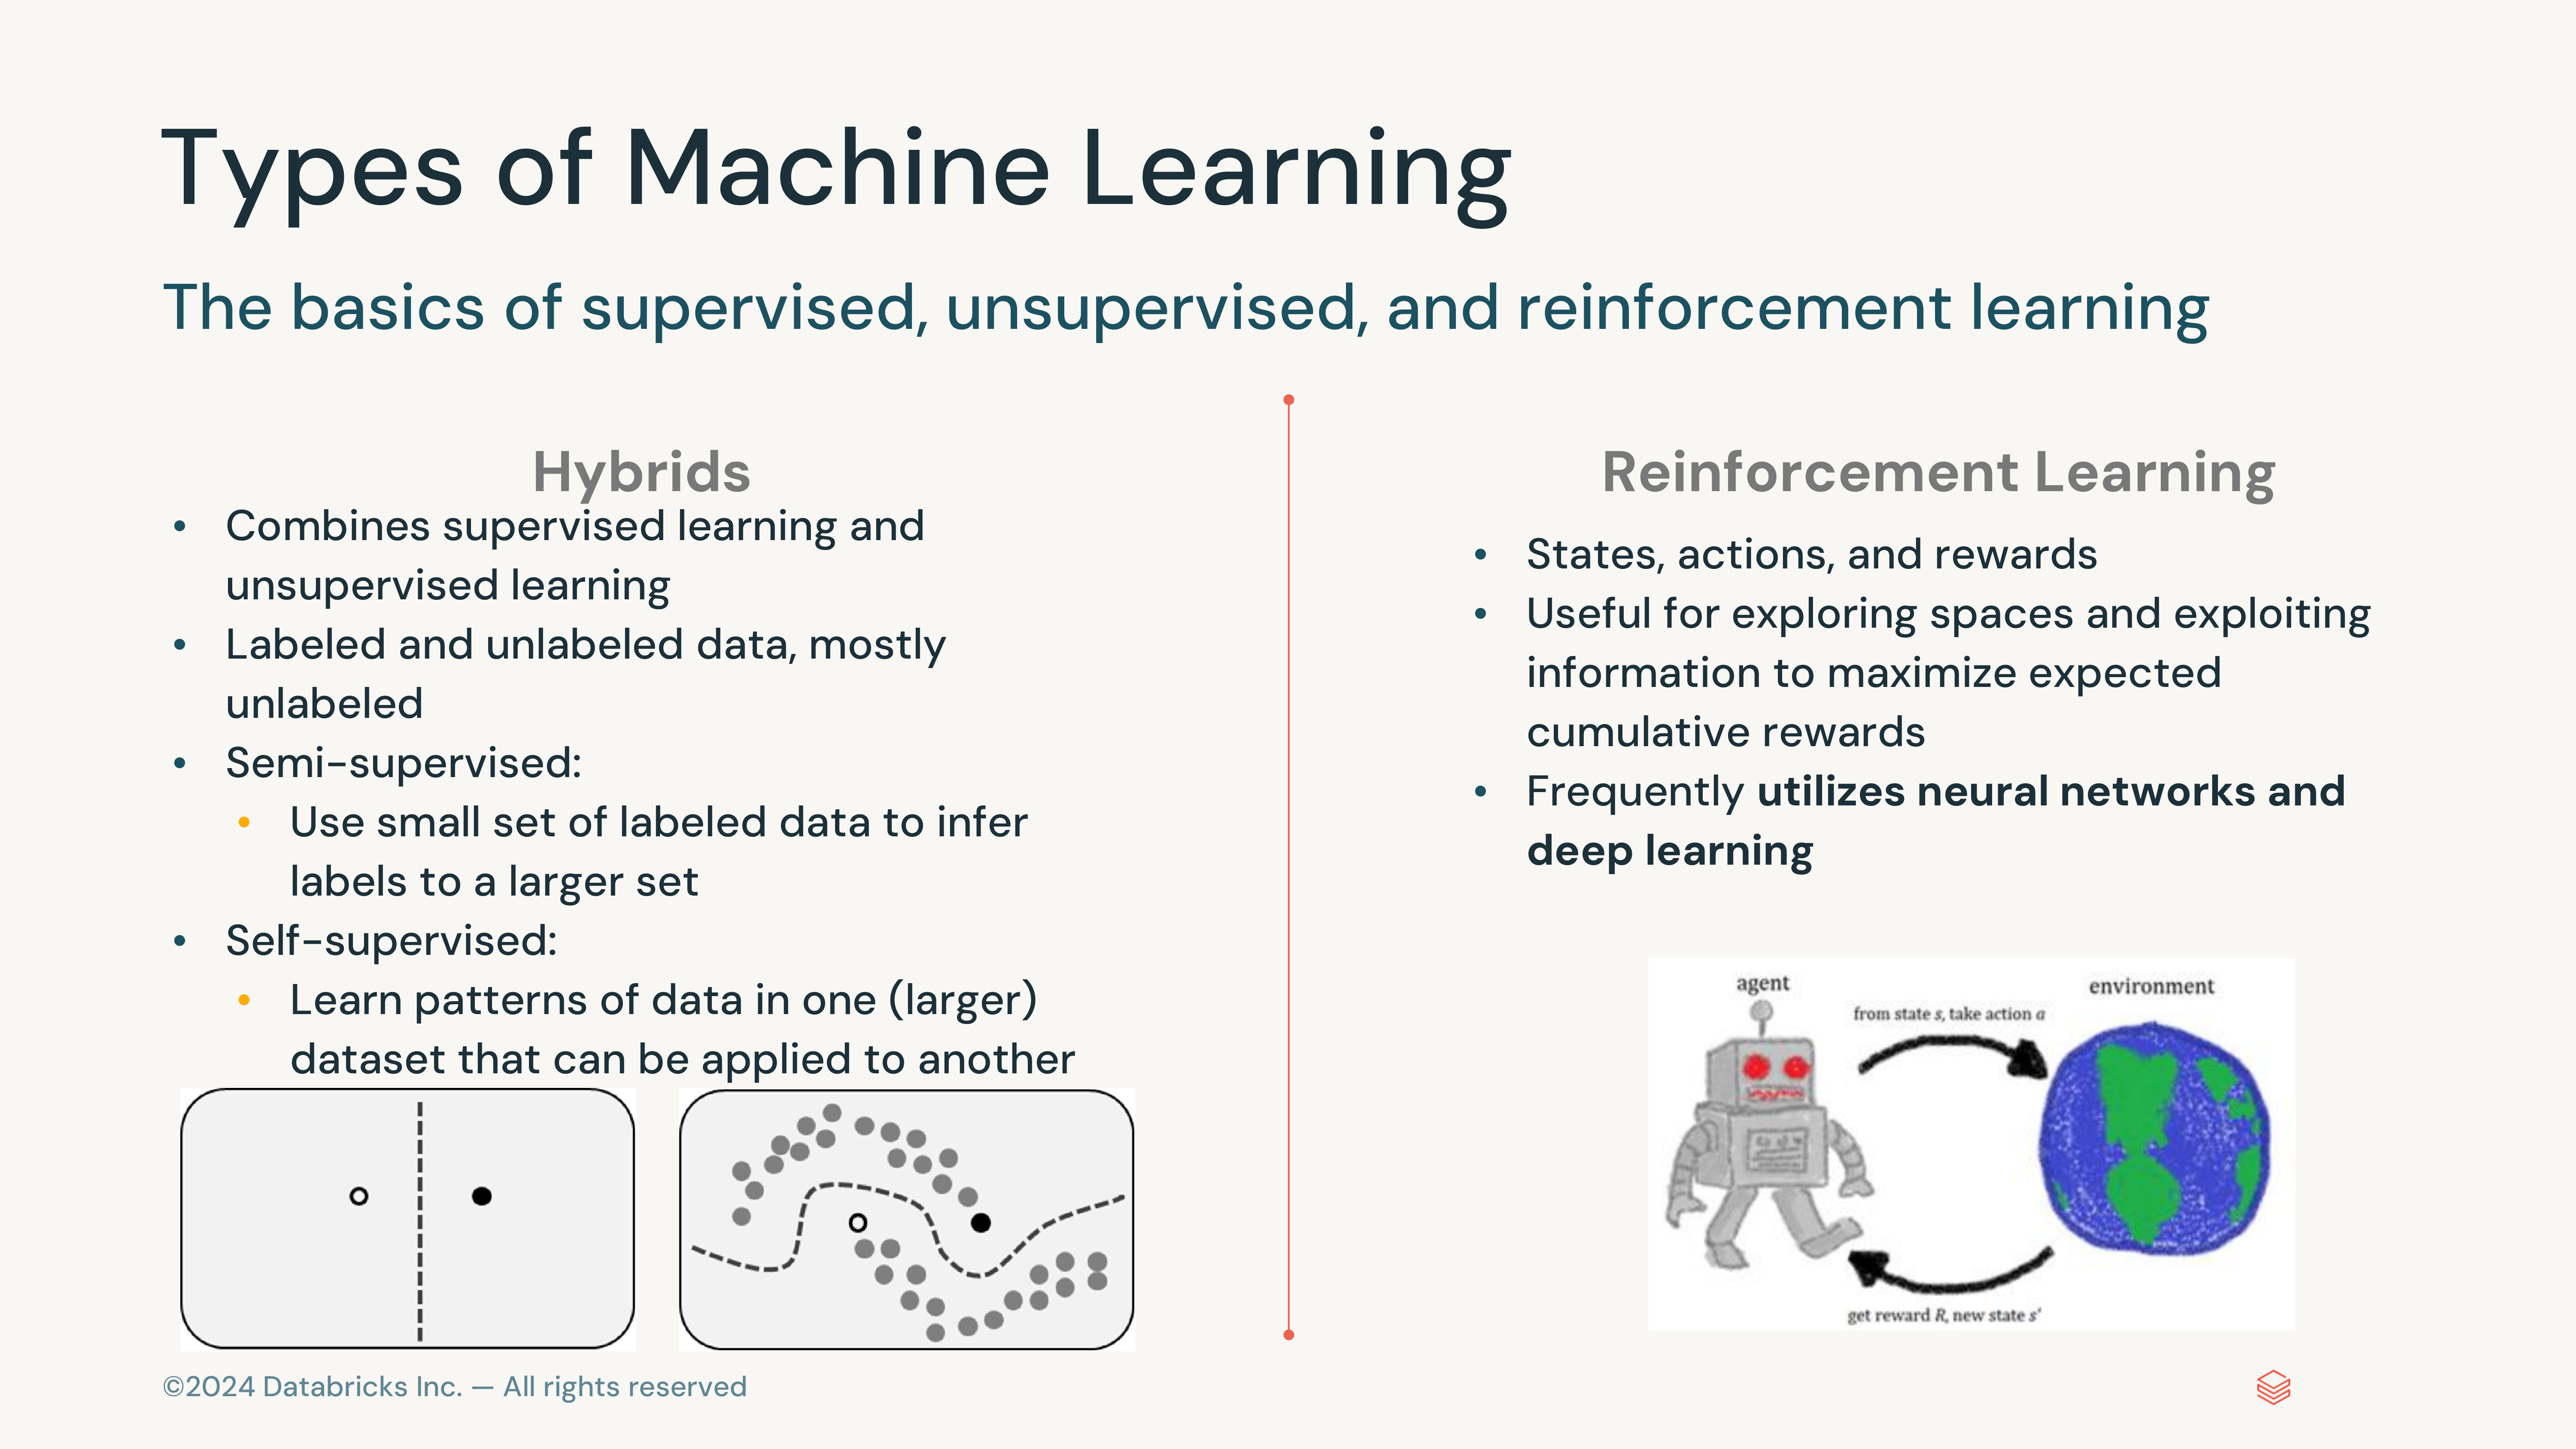 Types of Machine Learning
The basics of supervised, unsupervised, and reinforcement learning
Hybrids
• Combines supervised learning and
unsupervised learning
• Labeled and unlabeled data, mostly
unlabeled
• Semi-supervised:
• Use small set of labeled data to infer
labels to a larger set
• Self-supervised:
• Learn patterns of data in one (larger)
dataset that can be applied to another
Reinforcement Learning
• States, actions, and rewards
• Useful for exploring spaces and exploiting
information to maximize expected
cumulative rewards
• Frequently utilizes neural networks and
deep learning
agent
environment
from state s, take action a
get reward R, new state s'
©2024 Databricks Inc. — All rights reserved